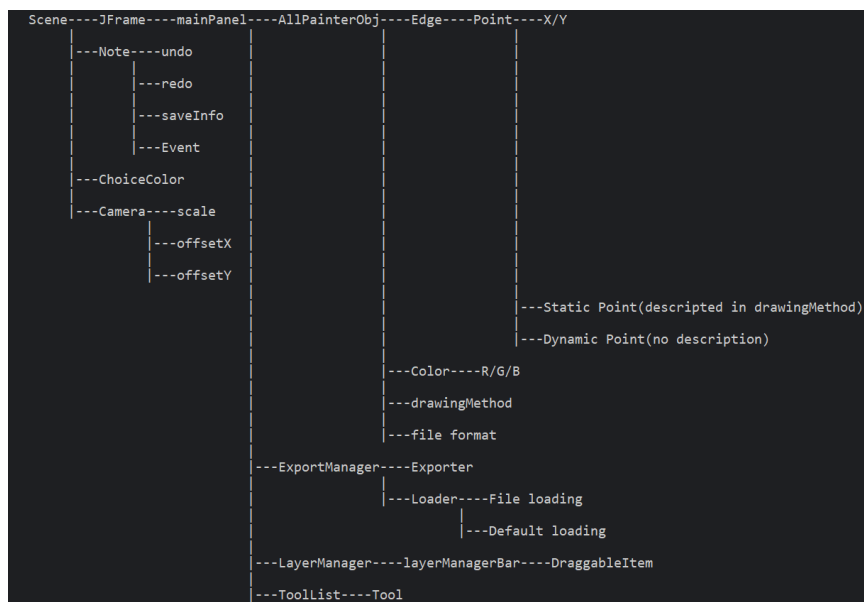 Scene----JFrame----mainPanel----AllPainterObj----Edge----Point----X/Y
|---Note----undo
|---redo
|---saveInfo
|---Event
|---ChoiceColor
|---Camera----scale
|---offsetX
|---offsetY
|---Static Point(descripted in drawingMethod)
|---Dynamic Point(no description)
|---Color----R/G/B
|---drawingMethod
|---file format
|---ExportManager----Exporter
|---Loader----File loading
|---Default loading
|---LayerManager----layerManagerBar----DraggableItem
|---ToolList----Tool